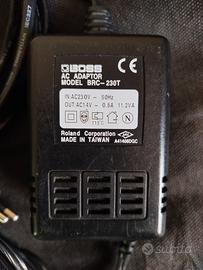 BOSS
AC ADAPTOR
MODEL BRC-230T
IN AC230V ~ 50Hz
OUT AC14V ⎓ 0.8A 11.2VA
Roland Corporation
MADE IN TAIWAN A41408DGC
subito